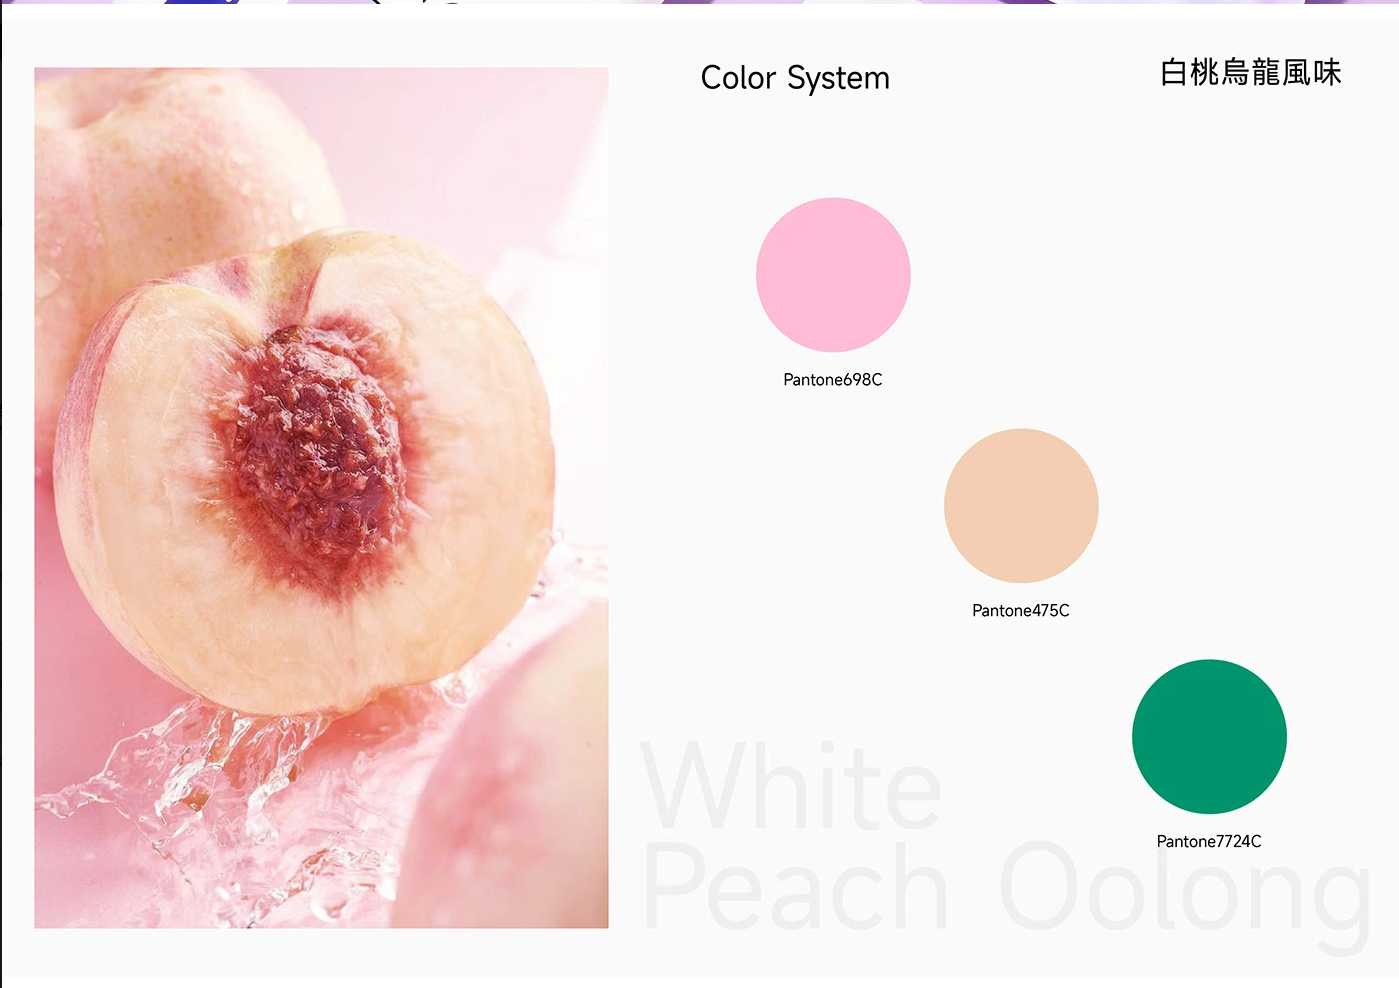 Color System
白桃烏龍風味
Pantone698C
Pantone475C
Pantone7724C
White
Peach Oolong